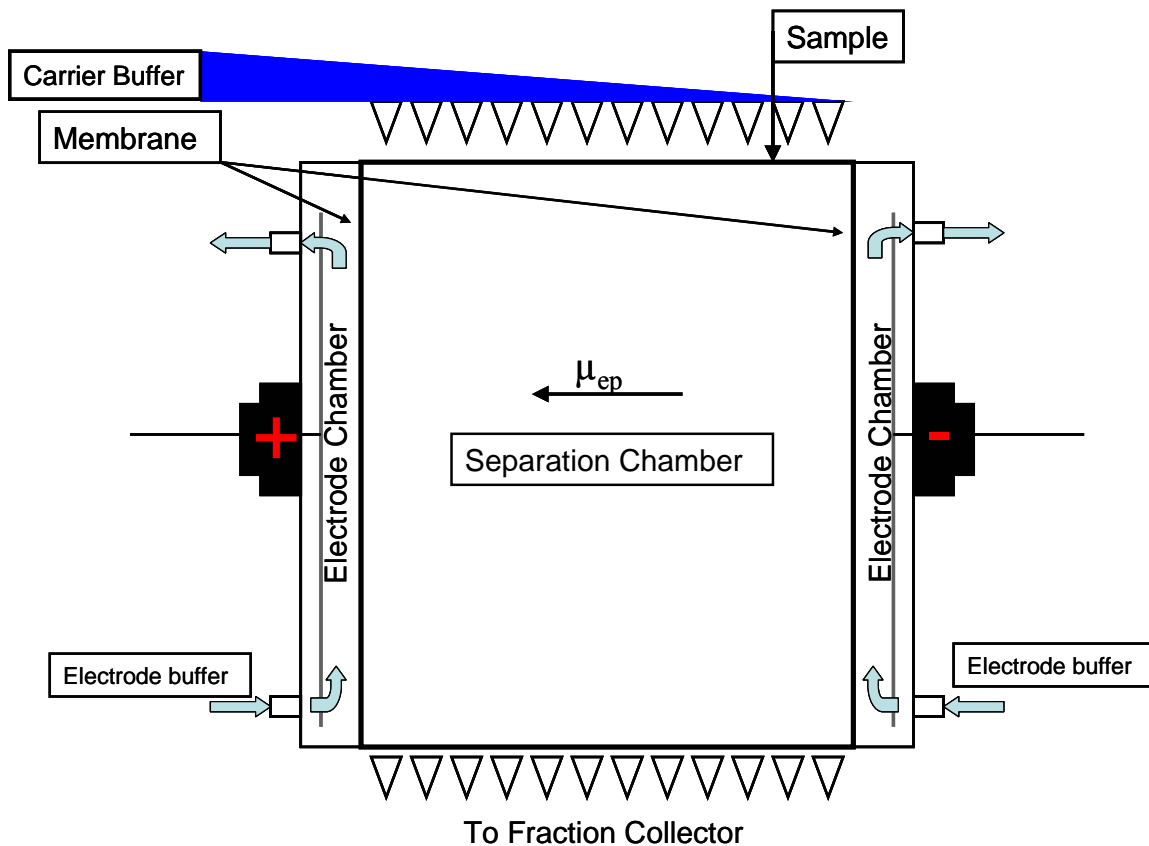 Sample
Carrier Buffer
Membrane
Electrode Chamber
μep
Separation Chamber
Electrode Chamber
+
-
Electrode buffer
Electrode buffer
To Fraction Collector